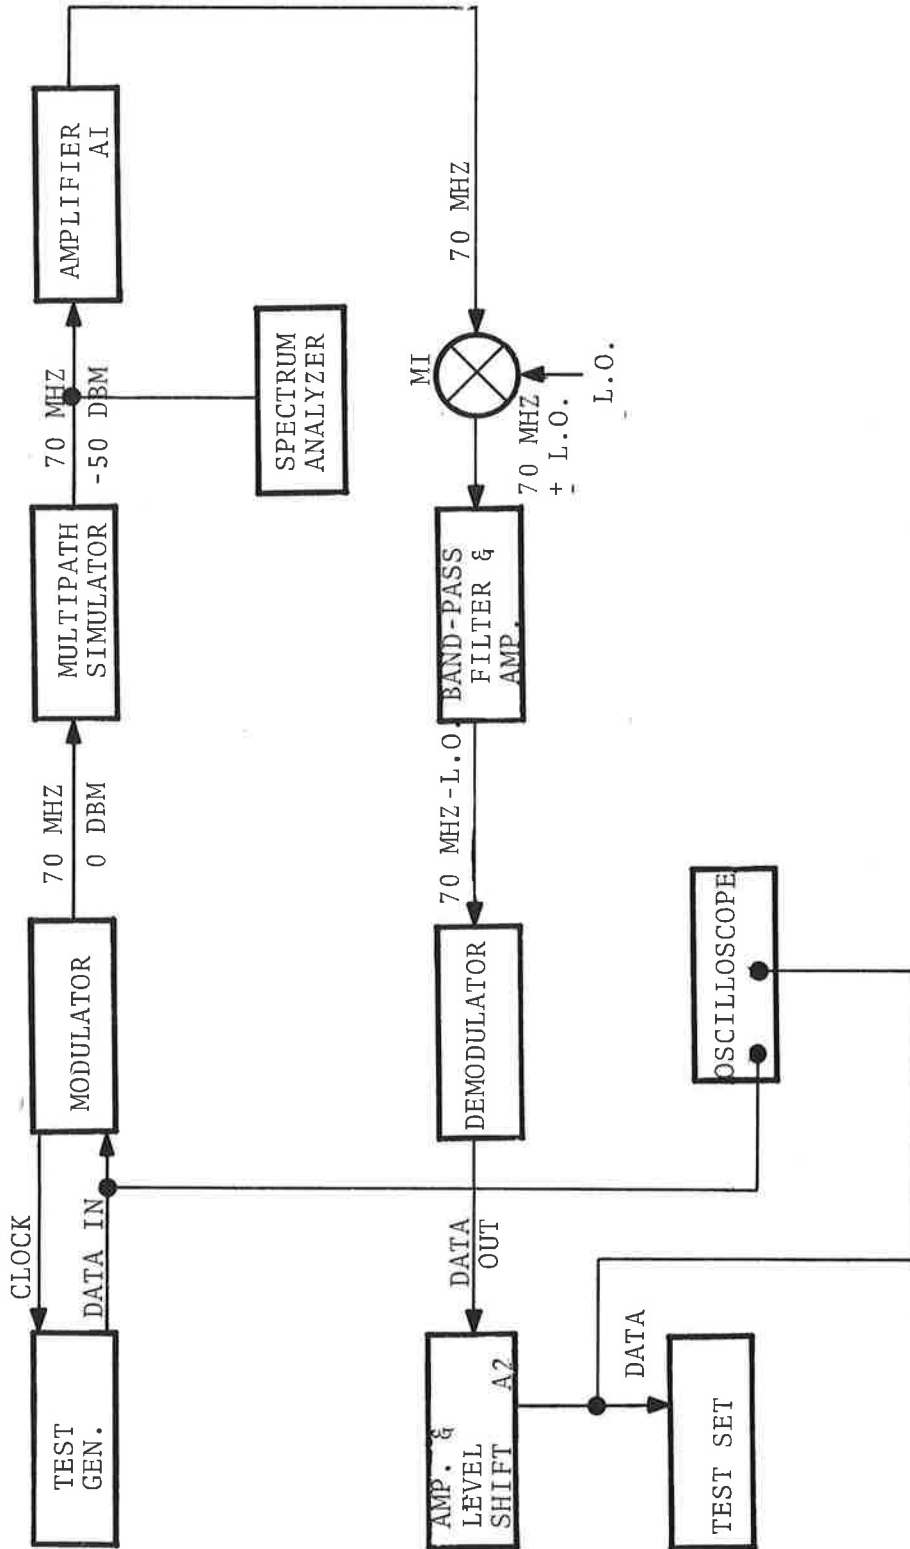 CLOCK
TEST
GEN.
DATA IN
MODULATOR
70 MHZ
0 DBM
MULTIPATH
SIMULATOR
70 MHZ
-50 DBM
AMPLIFIER
AI
SPECTRUM
ANALYZER
AMP. &
LEVEL
SHIFT A2
DATA
OUT
DEMODULATOR
70 MHZ-L.O.
BAND-PASS
FILTER &
AMP.
MI
70 MHZ
70 MHZ
± L.O.
L.O.
DATA
TEST SET
OSCILLOSCOPE